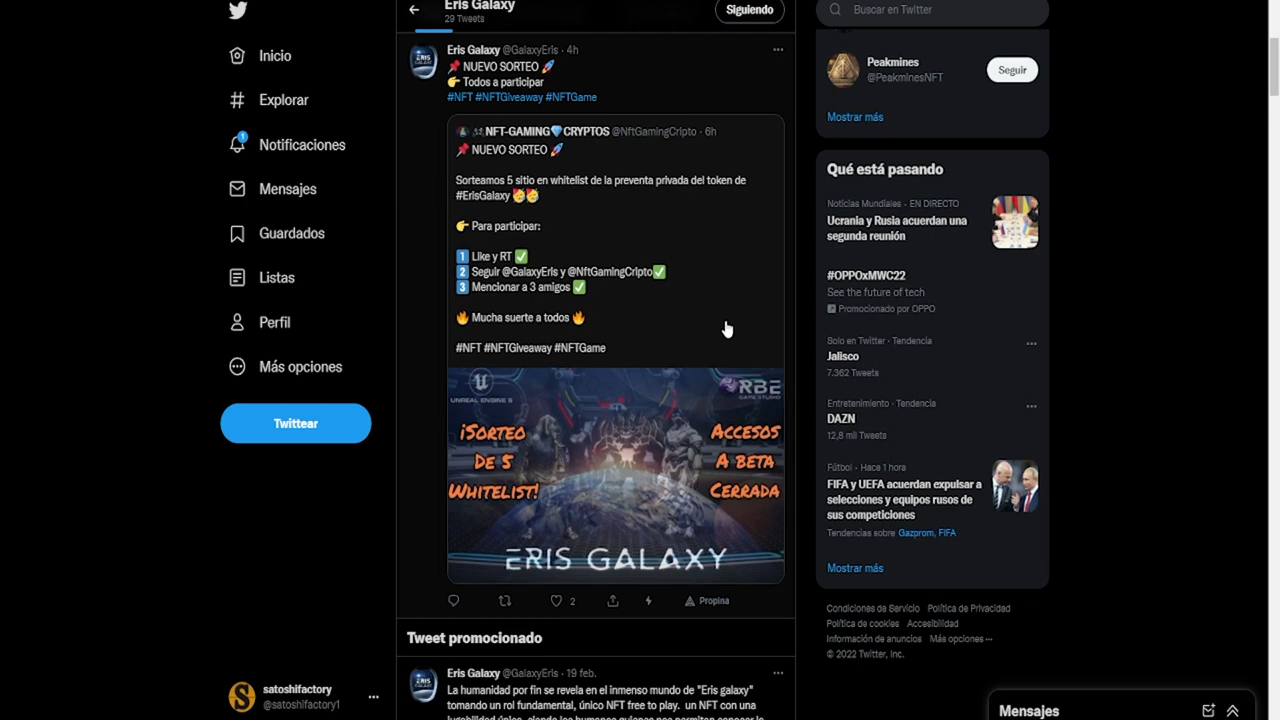 Inicio
Explorar
1
Notificaciones
Mensajes
Guardados
Listas
Perfil
Más opciones
Twittear
satoshifactory
@satoshifactory1
Eris Galaxy
29 Tweets
Siguiendo
Eris Galaxy @GalaxyEris · 4h
📌 NUEVO SORTEO 🚀
👉 Todos a participar
#NFT #NFTGiveaway #NFTGame
NFT-GAMING💎CRYPTOS @NftGamingCripto · 6h
📌 NUEVO SORTEO 🚀
Sorteamos 5 sitio en whitelist de la preventa privada del token de
#ErisGalaxy 🥳🥳
👉 Para participar:
1️⃣ Like y RT ✅
2️⃣ Seguir @GalaxyEris y @NftGamingCripto✅
3️⃣ Mencionar a 3 amigos ✅
🔥 Mucha suerte a todos 🔥
#NFT #NFTGiveaway #NFTGame
UNREAL ENGINE 5
RBE
GAME STUDIO
¡SORTEO
DE 5
WHITELIST!
ACCESOS
A BETA
CERRADA
ERIS GALAXY
2
Propina
Tweet promocionado
Eris Galaxy @GalaxyEris · 19 feb.
La humanidad por fin se revela en el inmenso mundo de "Eris galaxy"
tomando un rol fundamental, único NFT free to play. un NFT con una
Buscar en Twitter
Peakmines
@PeakminesNFT
Seguir
Mostrar más
Qué está pasando
Noticias Mundiales · EN DIRECTO
Ucrania y Rusia acuerdan una
segunda reunión
#OPPOxMWC22
See the future of tech
Promocionado por OPPO
Solo en Twitter · Tendencia
Jalisco
7.362 Tweets
Entretenimiento · Tendencia
DAZN
12,8 mil Tweets
Fútbol · Hace 1 hora
FIFA y UEFA acuerdan expulsar a
selecciones y equipos rusos de
sus competiciones
Tendencias sobre Gazprom, FIFA
Mostrar más
Condiciones de Servicio Política de Privacidad
Política de cookies Accesibilidad
Información de anuncios Más opciones ···
© 2022 Twitter, Inc.
Mensajes